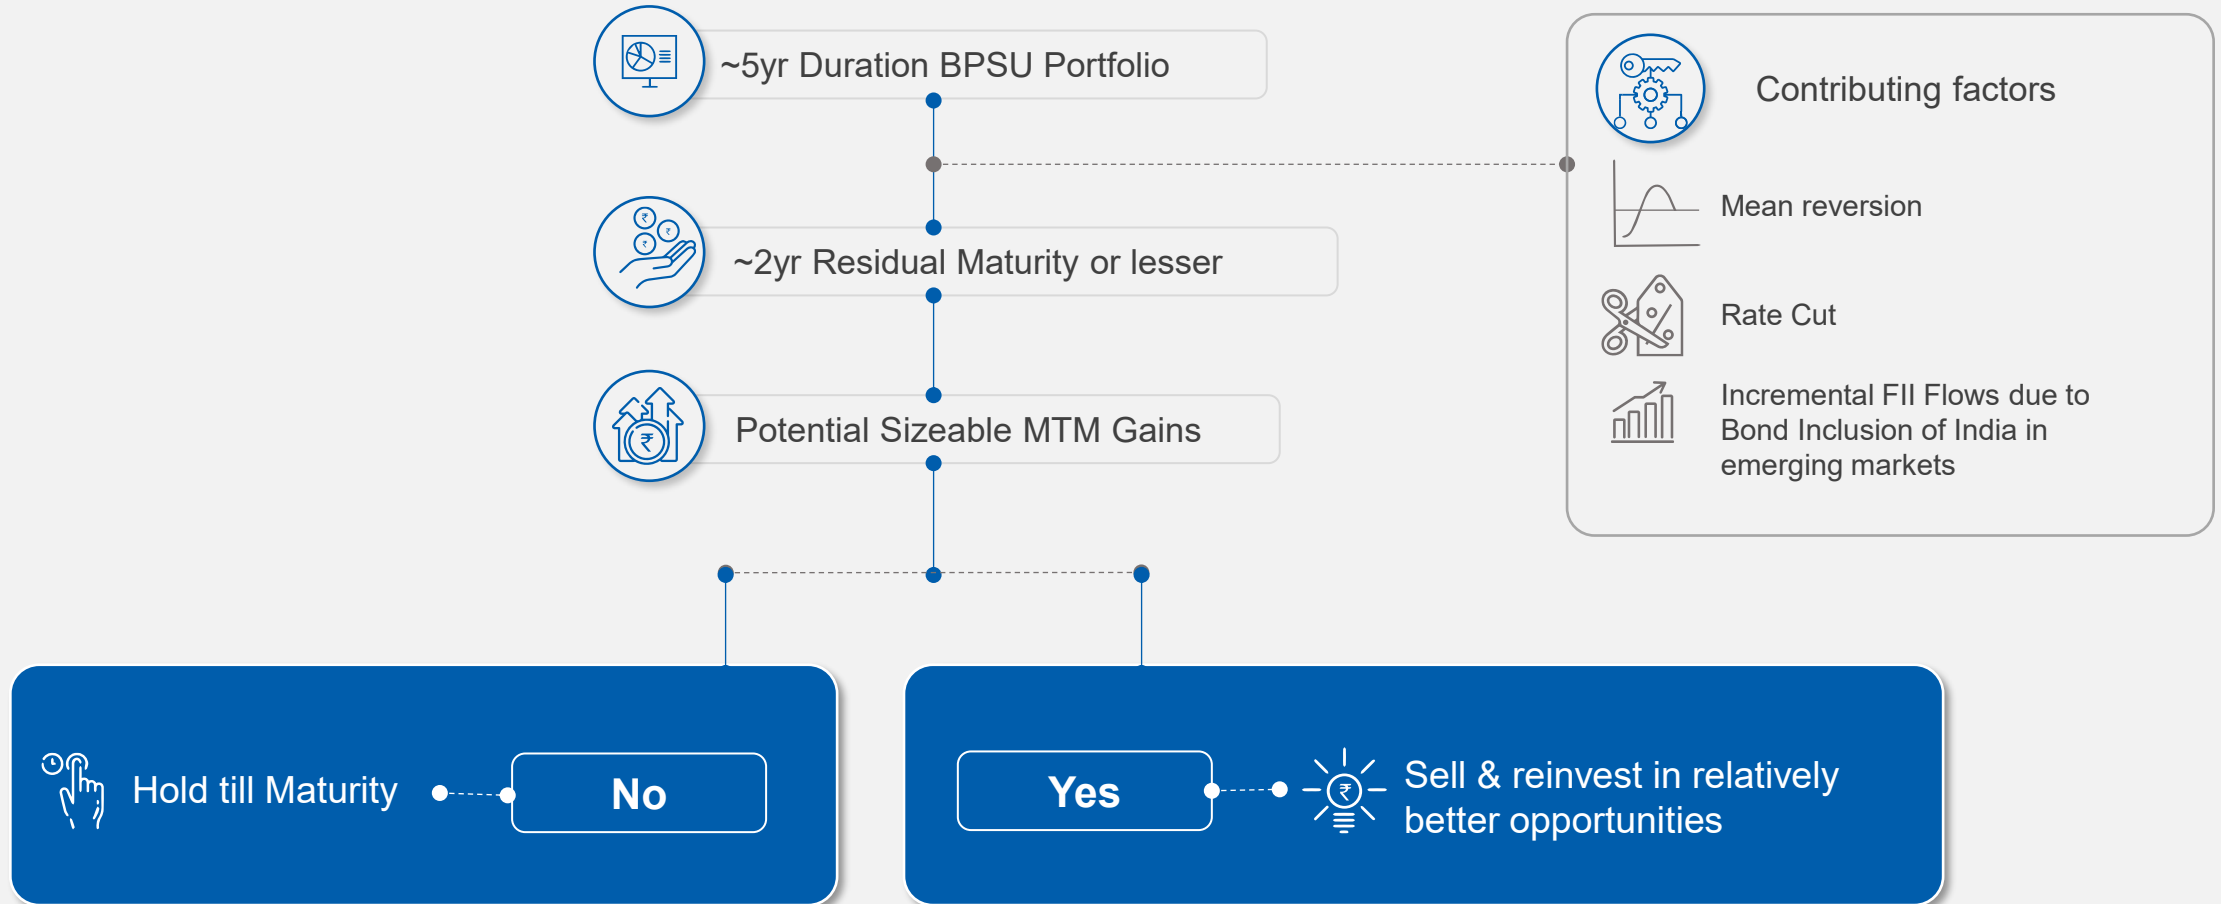 ~5yr Duration BPSU Portfolio
~2yr Residual Maturity or lesser
Potential Sizeable MTM Gains
Contributing factors
Mean reversion
Rate Cut
Incremental FII Flows due to
Bond Inclusion of India in
emerging markets
Hold till Maturity
No
Yes
Sell & reinvest in relatively
better opportunities